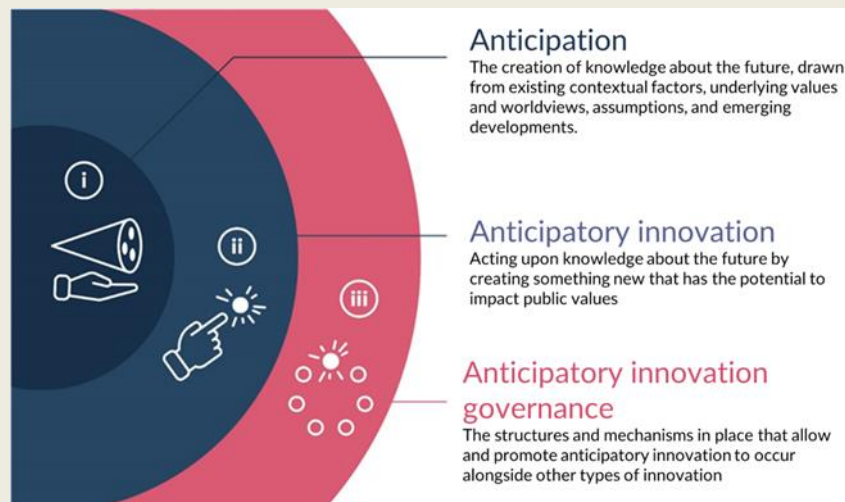 Anticipation
The creation of knowledge about the future, drawn
from existing contextual factors, underlying values
and worldviews, assumptions, and emerging
developments.
i
ii
Anticipatory innovation
Acting upon knowledge about the future by
creating something new that has the potential to
impact public values
iii
Anticipatory innovation
governance
The structures and mechanisms in place that allow
and promote anticipatory innovation to occur
alongside other types of innovation